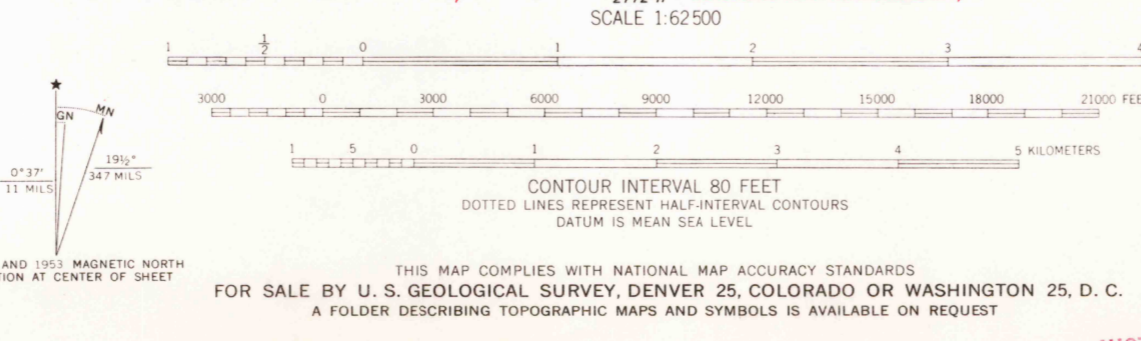 SCALE 1:62500
1 1/2 0 1 2 3 4
3000 0 3000 6000 9000 12000 15000 18000 21000 FEE
1 5 0 1 2 3 4 5 KILOMETERS
★
GN MN
0°37'
11 MILS
19½°
347 MILS
CONTOUR INTERVAL 80 FEET
DOTTED LINES REPRESENT HALF-INTERVAL CONTOURS
DATUM IS MEAN SEA LEVEL
AND 1953 MAGNETIC NORTH
TION AT CENTER OF SHEET
THIS MAP COMPLIES WITH NATIONAL MAP ACCURACY STANDARDS
FOR SALE BY U. S. GEOLOGICAL SURVEY, DENVER 25, COLORADO OR WASHINGTON 25, D. C.
A FOLDER DESCRIBING TOPOGRAPHIC MAPS AND SYMBOLS IS AVAILABLE ON REQUEST